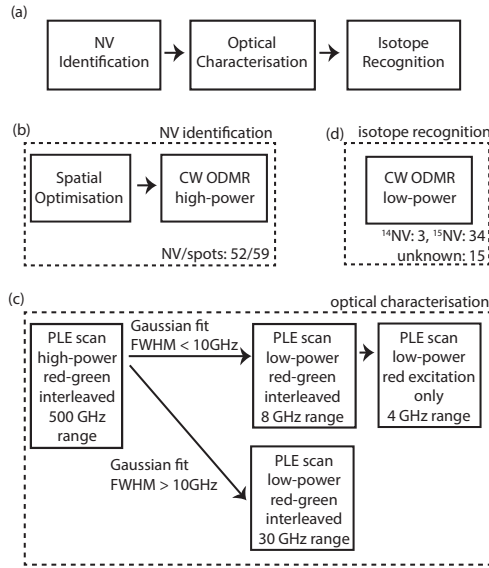 (a)
NV
Identification
Optical
Characterisation
Isotope
Recognition
(b)
NV identification
Spatial
Optimisation
CW ODMR
high-power
NV/spots: 52/59
(d)
isotope recognition
CW ODMR
low-power
¹⁴NV: 3, ¹⁵NV: 34
unknown: 15
(c)
optical characterisation
PLE scan
high-power
red-green
interleaved
500 GHz
range
Gaussian fit
FWHM < 10GHz
PLE scan
low-power
red-green
interleaved
8 GHz range
PLE scan
low-power
red excitation
only
4 GHz range
Gaussian fit
FWHM > 10GHz
PLE scan
low-power
red-green
interleaved
30 GHz range